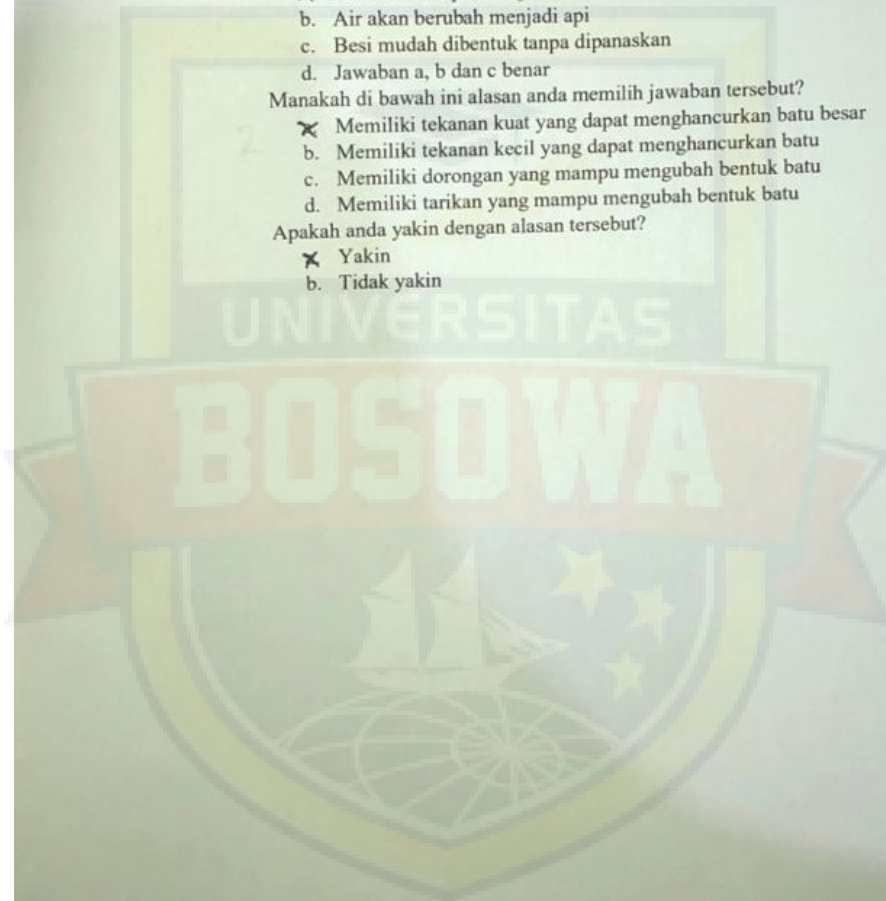 b. Air akan berubah menjadi api
c. Besi mudah dibentuk tanpa dipanaskan
d. Jawaban a, b dan c benar
Manakah di bawah ini alasan anda memilih jawaban tersebut?
Memiliki tekanan kuat yang dapat menghancurkan batu besar
b. Memiliki tekanan kecil yang dapat menghancurkan batu
c. Memiliki dorongan yang mampu mengubah bentuk batu
d. Memiliki tarikan yang mampu mengubah bentuk batu
2
Apakah anda yakin dengan alasan tersebut?
Yakin
b. Tidak yakin
UNIVERSITAS
BOSOWA